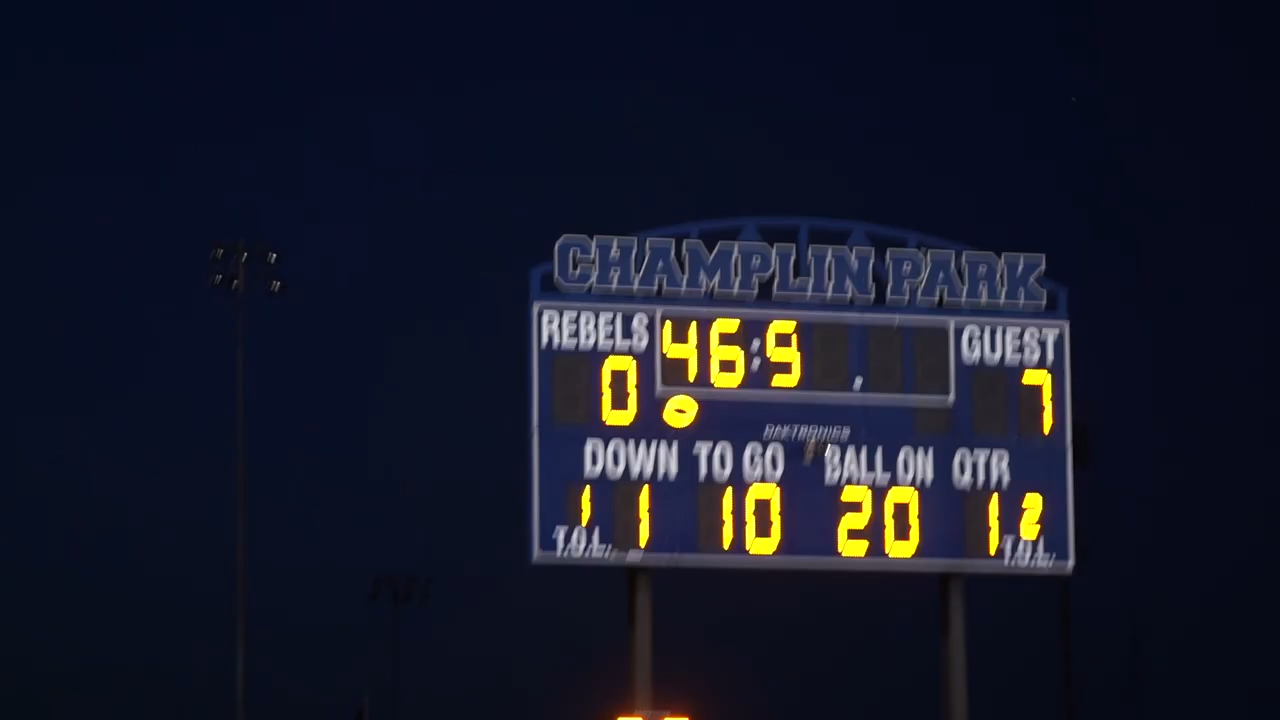 CHAMPLIN PARK
REBELS 46:9 GUEST
0 7
DAKTRONICS
DOWN TO GO BALL ON QTR
1 1 10 20 1 2
T.O.L. T.O.L.